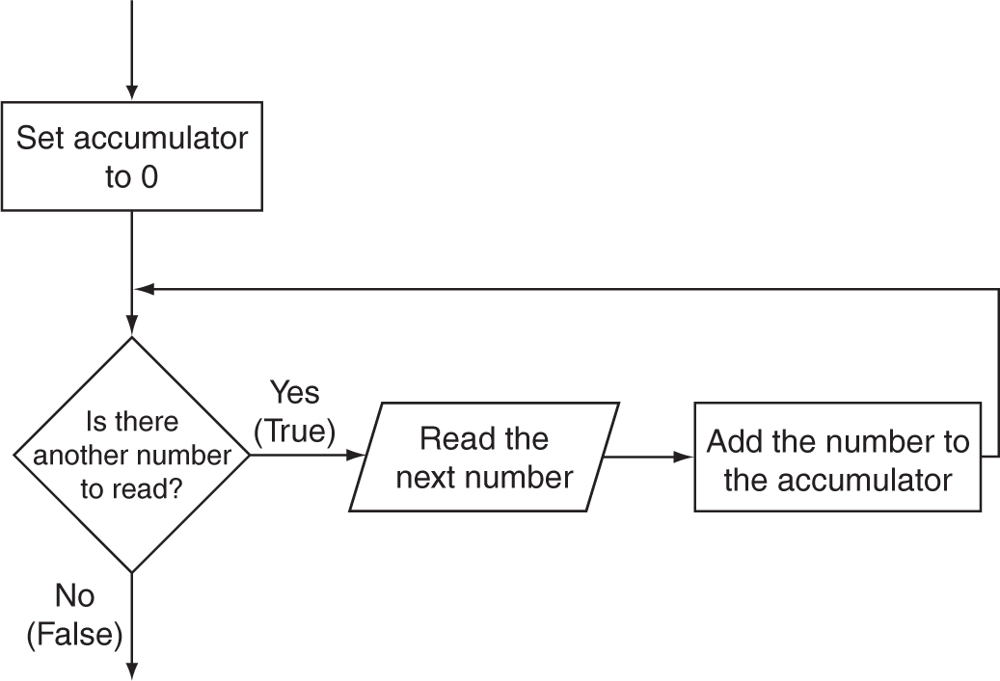 Set accumulator
to 0
Is there
another number
to read?
Yes
(True)
Read the
next number
Add the number to
the accumulator
No
(False)